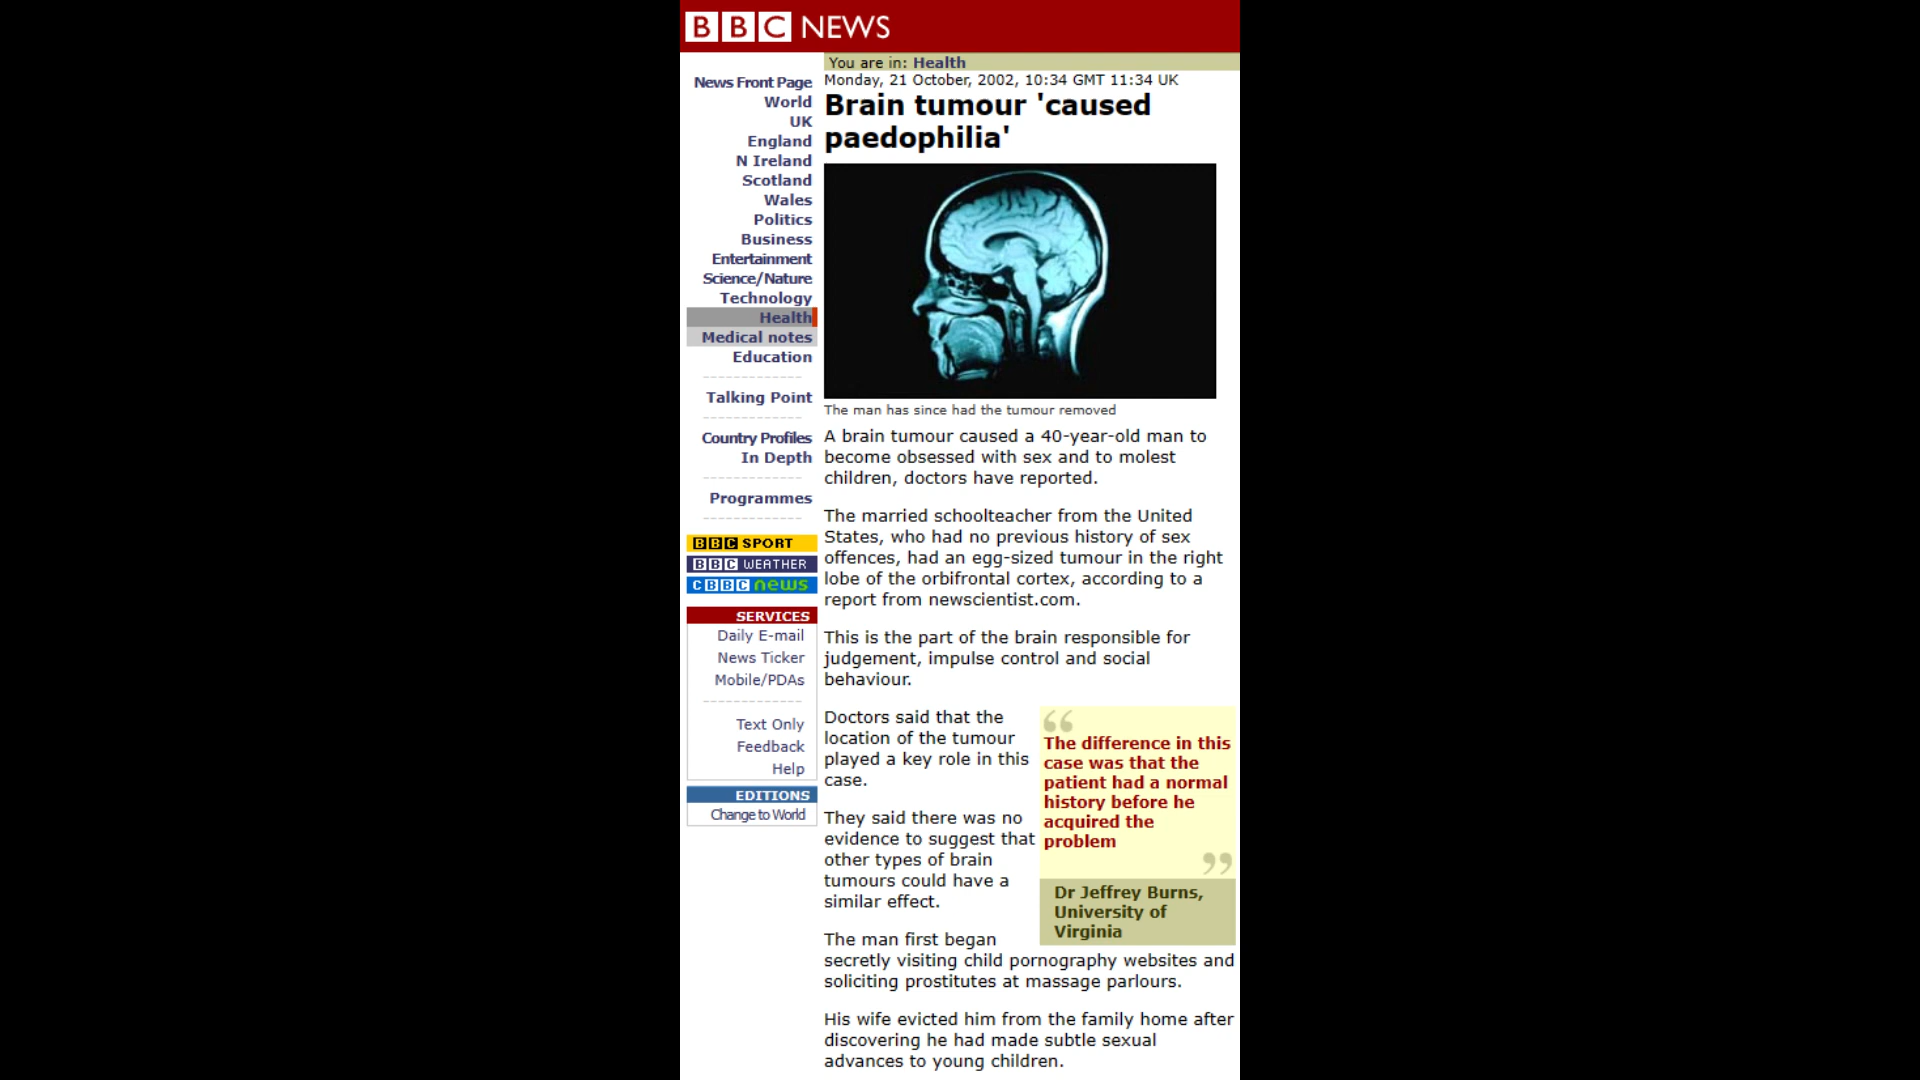 BBC NEWS
You are in: Health
News Front Page
World
UK
England
N Ireland
Scotland
Wales
Politics
Business
Entertainment
Science/Nature
Technology
Health
Medical notes
Education
-------------
Talking Point
-------------
Country Profiles
In Depth
-------------
Programmes
-------------
BBC SPORT
BBC WEATHER
CBBC news
SERVICES
Daily E-mail
News Ticker
Mobile/PDAs
-------------
Text Only
Feedback
Help
EDITIONS
Change to World
Monday, 21 October, 2002, 10:34 GMT 11:34 UK
Brain tumour 'caused
paedophilia'
The man has since had the tumour removed
A brain tumour caused a 40-year-old man to
become obsessed with sex and to molest
children, doctors have reported.
The married schoolteacher from the United
States, who had no previous history of sex
offences, had an egg-sized tumour in the right
lobe of the orbifrontal cortex, according to a
report from newscientist.com.
This is the part of the brain responsible for
judgement, impulse control and social
behaviour.
Doctors said that the
location of the tumour
played a key role in this
case.
They said there was no
evidence to suggest that
other types of brain
tumours could have a
similar effect.
“
The difference in this
case was that the
patient had a normal
history before he
acquired the
problem
”
Dr Jeffrey Burns,
University of
Virginia
The man first began
secretly visiting child pornography websites and
soliciting prostitutes at massage parlours.
His wife evicted him from the family home after
discovering he had made subtle sexual
advances to young children.